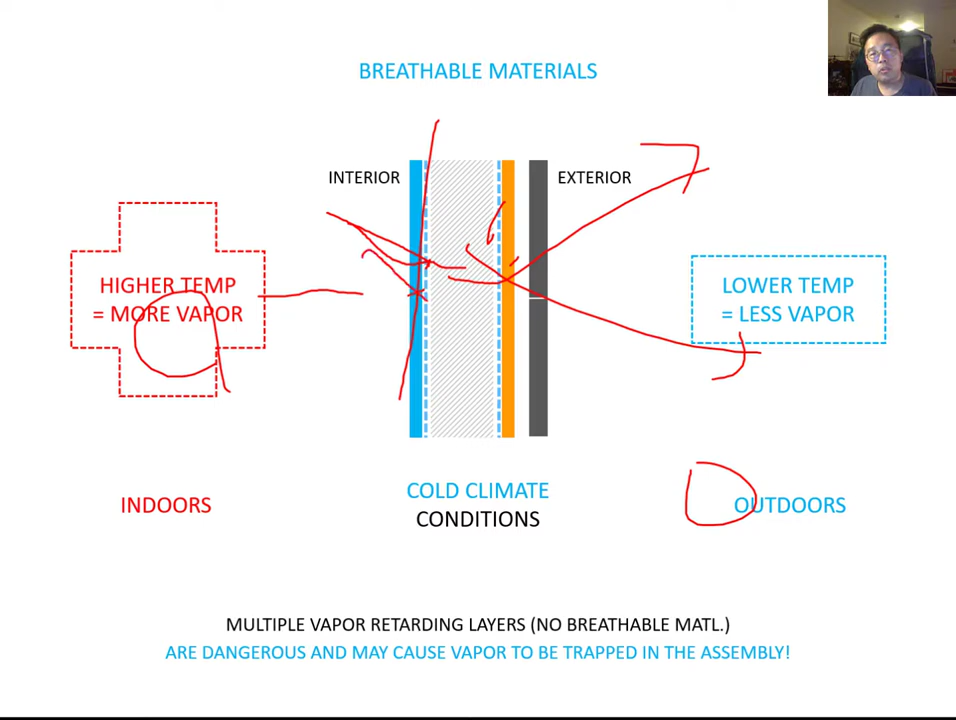 BREATHABLE MATERIALS
INTERIOR
EXTERIOR
HIGHER TEMP
= MORE VAPOR
LOWER TEMP
= LESS VAPOR
INDOORS
COLD CLIMATE
CONDITIONS
OUTDOORS
MULTIPLE VAPOR RETARDING LAYERS (NO BREATHABLE MATL.)
ARE DANGEROUS AND MAY CAUSE VAPOR TO BE TRAPPED IN THE ASSEMBLY!